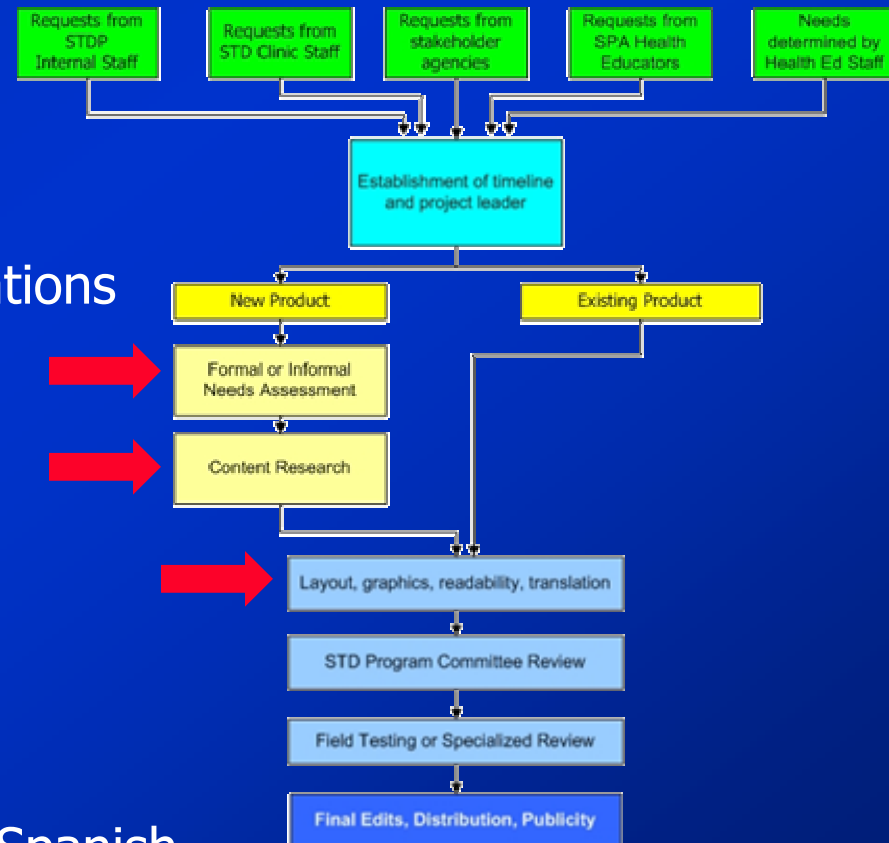 Requests from
STDP
Internal Staff
Requests from
STD Clinic Staff
Requests from
stakeholder
agencies
Requests from
SPA Health
Educators
Needs
determined by
Health Ed Staff
Establishment of timeline
and project leader
tions
New Product
Existing Product
Formal or Informal
Needs Assessment
Content Research
Layout, graphics, readability, translation
STD Program Committee Review
Field Testing or Specialized Review
Final Edits, Distribution, Publicity
Spanish